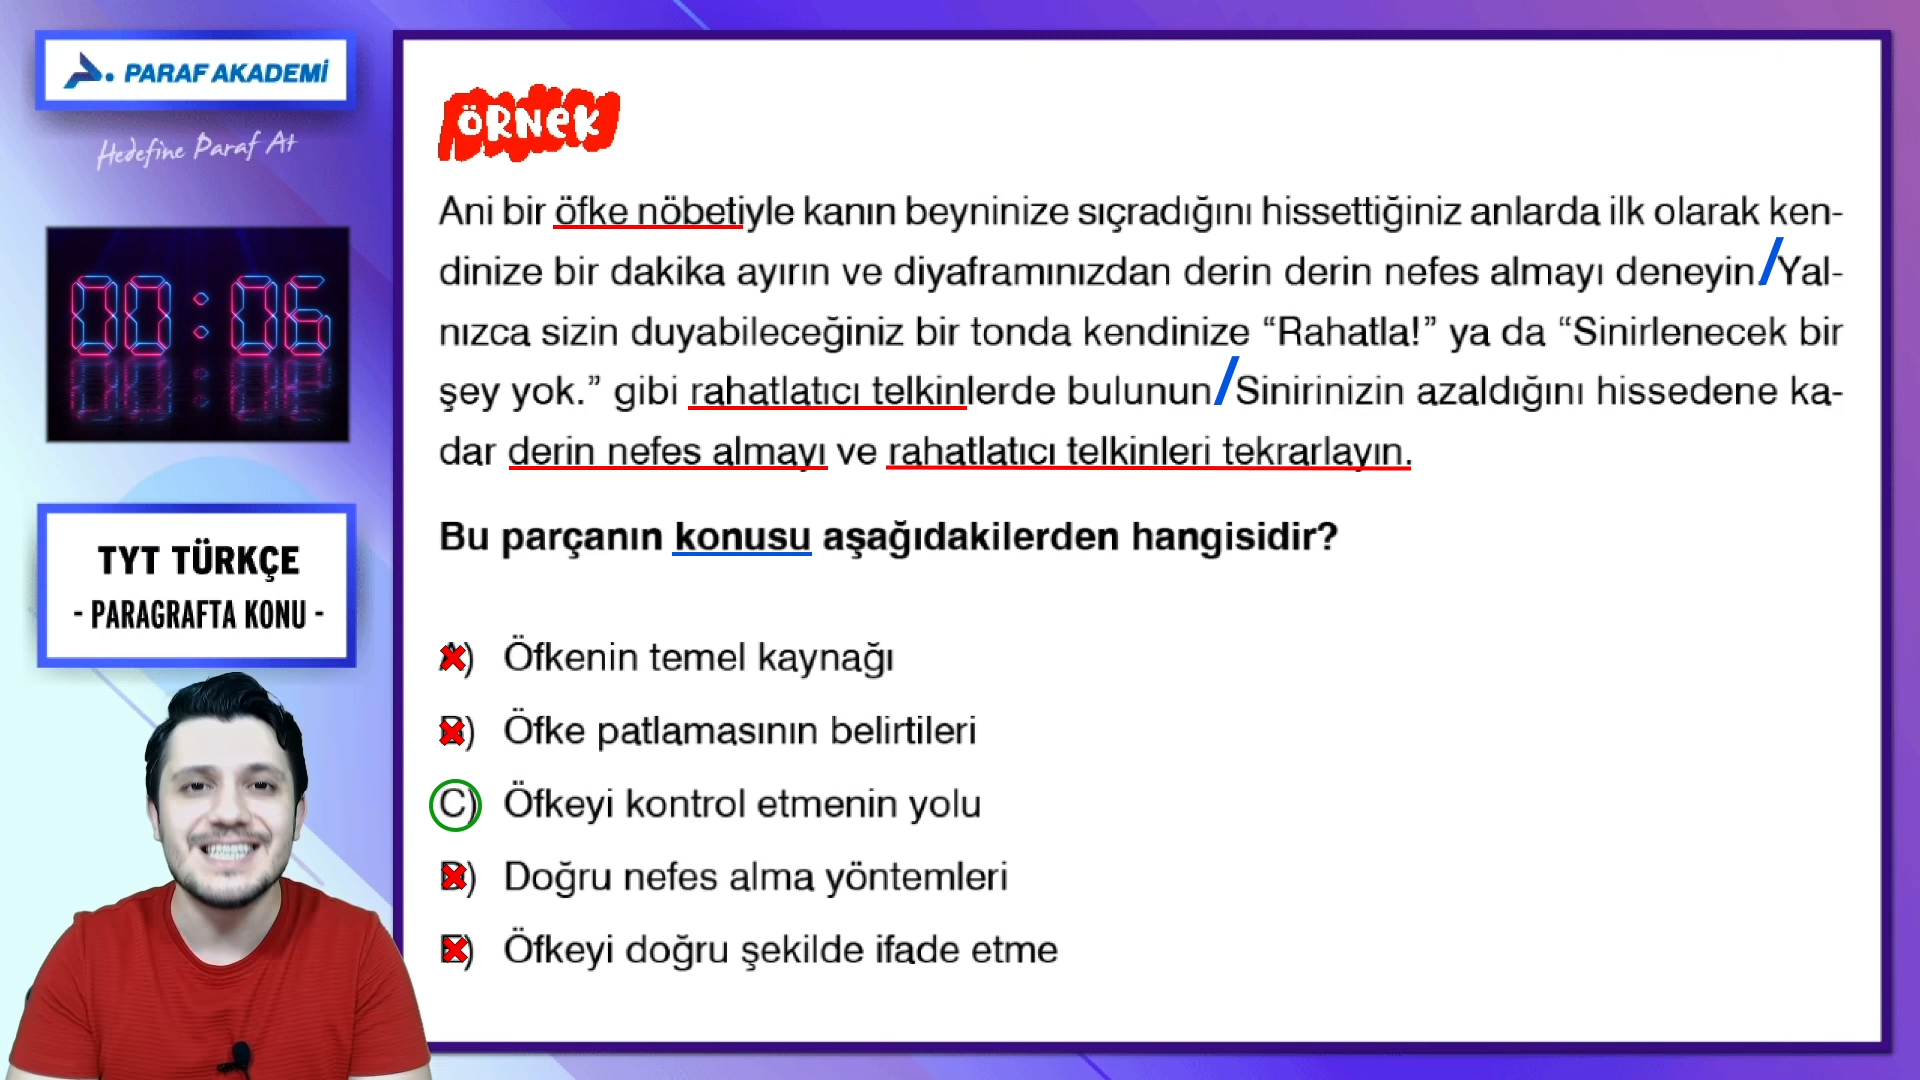 PARAF AKADEMİ
Hedefine Paraf At
00:06
TYT TÜRKÇE
- PARAGRAFTA KONU -
ÖRNEK
Ani bir öfke nöbetiyle kanın beyninize sıçradığını hissettiğiniz anlarda ilk olarak ken-
dinize bir dakika ayırın ve diyaframınızdan derin derin nefes almayı deneyin./Yal-
nızca sizin duyabileceğiniz bir tonda kendinize “Rahatla!” ya da “Sinirlenecek bir
şey yok.” gibi rahatlatıcı telkinlerde bulunun/Sinirinizin azaldığını hissedene ka-
dar derin nefes almayı ve rahatlatıcı telkinleri tekrarlayın.
Bu parçanın konusu aşağıdakilerden hangisidir?
A) Öfkenin temel kaynağı
B) Öfke patlamasının belirtileri
C) Öfkeyi kontrol etmenin yolu
D) Doğru nefes alma yöntemleri
E) Öfkeyi doğru şekilde ifade etme